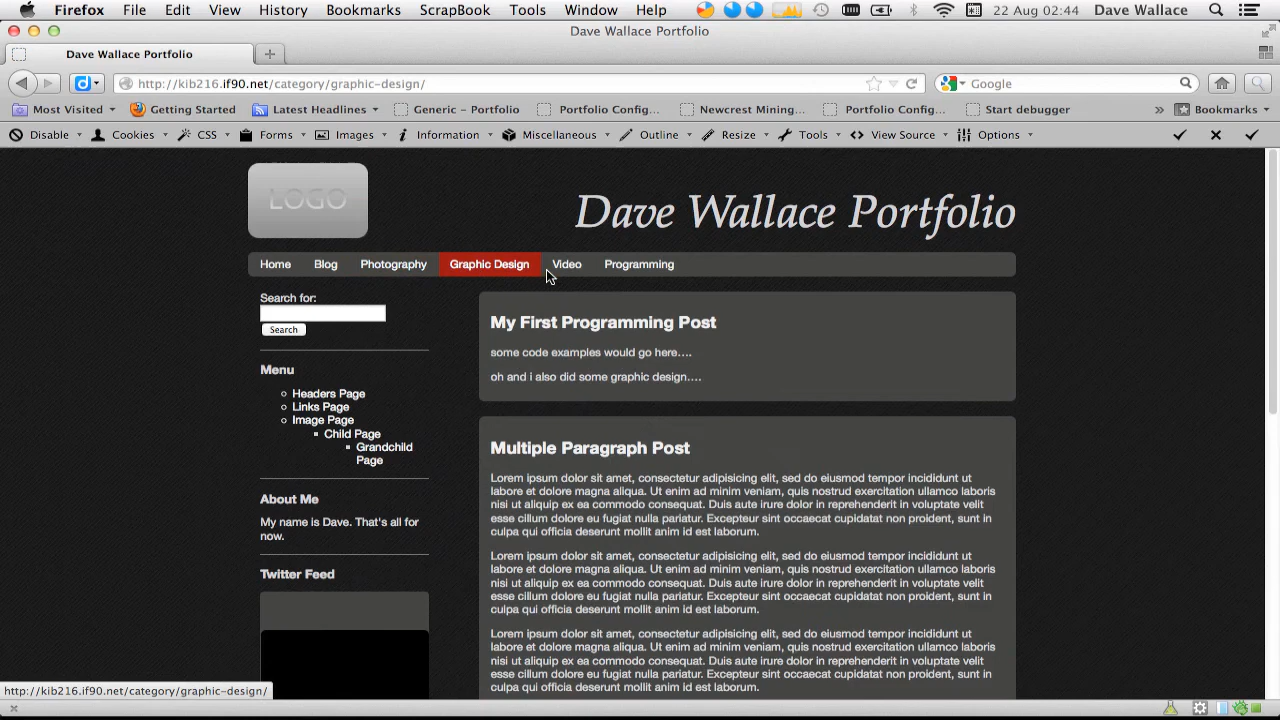 Firefox File Edit View History Bookmarks ScrapBook Tools Window Help 22 Aug 02:44 Dave Wallace
Dave Wallace Portfolio
Dave Wallace Portfolio
http://kib216.if90.net/category/graphic-design/ Google
Most Visited Getting Started Latest Headlines Generic - Portfolio Portfolio Config... Newcrest Mining... Portfolio Config... Start debugger » Bookmarks
Disable Cookies CSS Forms Images Information Miscellaneous Outline Resize Tools View Source Options
LOGO
Dave Wallace Portfolio
Home Blog Photography Graphic Design Video Programming
Search for:
Search
Menu
Headers Page
Links Page
Image Page
Child Page
Grandchild
Page
About Me
My name is Dave. That's all for
now.
Twitter Feed
My First Programming Post
some code examples would go here....
oh and i also did some graphic design....
Multiple Paragraph Post
Lorem ipsum dolor sit amet, consectetur adipisicing elit, sed do eiusmod tempor incididunt ut
labore et dolore magna aliqua. Ut enim ad minim veniam, quis nostrud exercitation ullamco laboris
nisi ut aliquip ex ea commodo consequat. Duis aute irure dolor in reprehenderit in voluptate velit
esse cillum dolore eu fugiat nulla pariatur. Excepteur sint occaecat cupidatat non proident, sunt in
culpa qui officia deserunt mollit anim id est laborum.
Lorem ipsum dolor sit amet, consectetur adipisicing elit, sed do eiusmod tempor incididunt ut
labore et dolore magna aliqua. Ut enim ad minim veniam, quis nostrud exercitation ullamco laboris
nisi ut aliquip ex ea commodo consequat. Duis aute irure dolor in reprehenderit in voluptate velit
esse cillum dolore eu fugiat nulla pariatur. Excepteur sint occaecat cupidatat non proident, sunt in
culpa qui officia deserunt mollit anim id est laborum.
Lorem ipsum dolor sit amet, consectetur adipisicing elit, sed do eiusmod tempor incididunt ut
labore et dolore magna aliqua. Ut enim ad minim veniam, quis nostrud exercitation ullamco laboris
nisi ut aliquip ex ea commodo consequat. Duis aute irure dolor in reprehenderit in voluptate velit
esse cillum dolore eu fugiat nulla pariatur. Excepteur sint occaecat cupidatat non proident, sunt in
culpa qui officia deserunt mollit anim id est laborum.
http://kib216.if90.net/category/graphic-design/